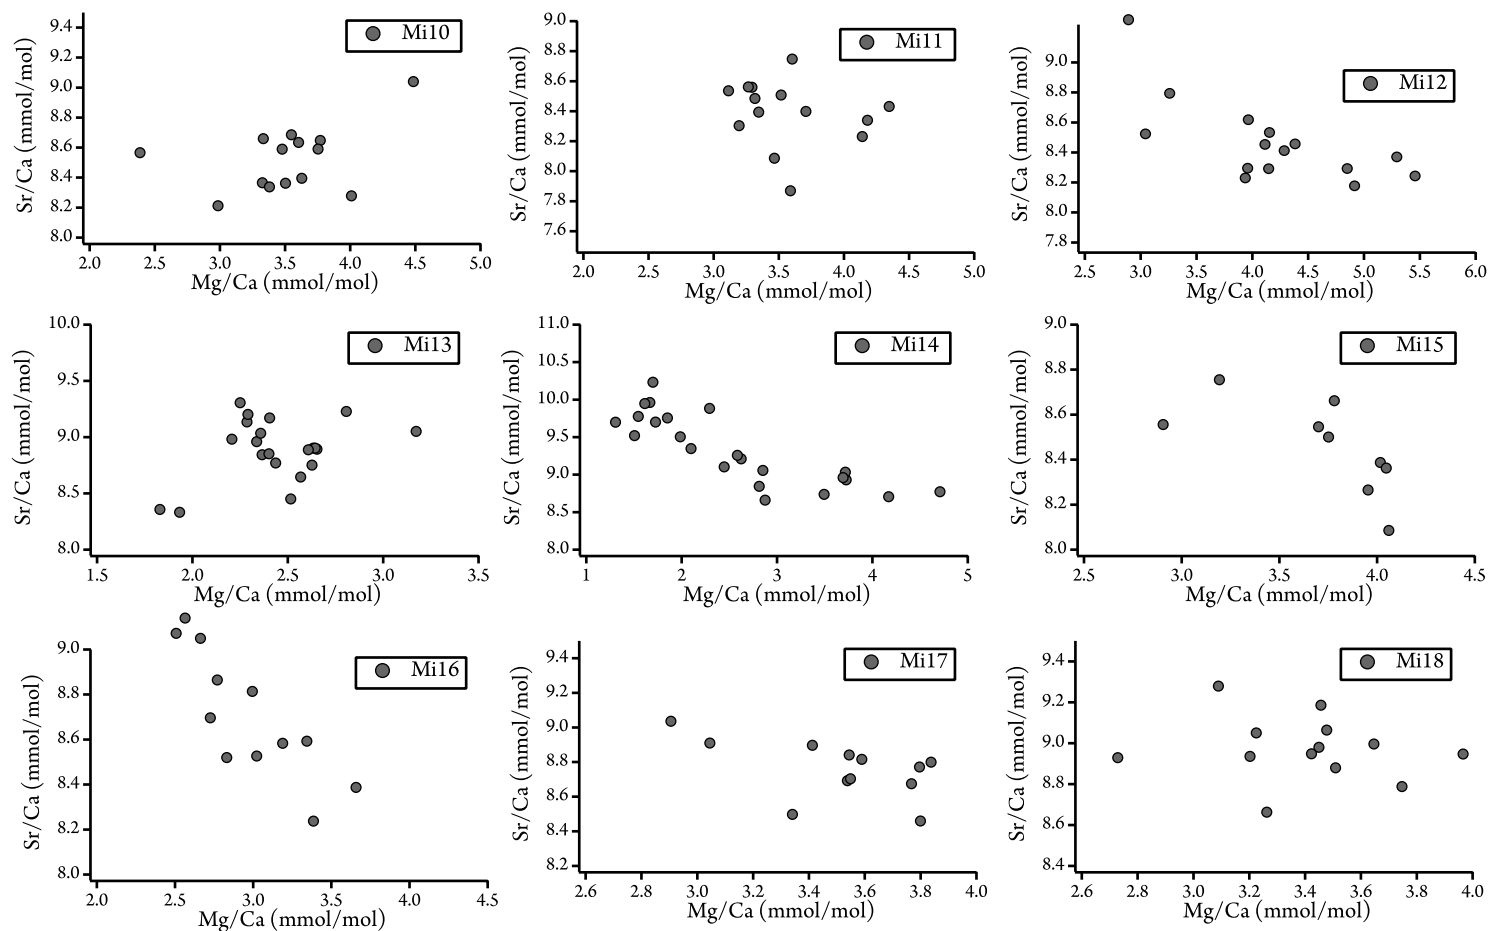 Mi10
Sr/Ca (mmol/mol)
9.4
9.2
9.0
8.8
8.6
8.4
8.2
8.0
2.0 2.5 3.0 3.5 4.0 4.5 5.0
Mg/Ca (mmol/mol)
Mi11
Sr/Ca (mmol/mol)
9.0
8.8
8.6
8.4
8.2
8.0
7.8
7.6
2.0 2.5 3.0 3.5 4.0 4.5 5.0
Mg/Ca (mmol/mol)
Mi12
Sr/Ca (mmol/mol)
9.0
8.8
8.6
8.4
8.2
8.0
7.8
2.5 3.0 3.5 4.0 4.5 5.0 5.5 6.0
Mg/Ca (mmol/mol)
Mi13
Sr/Ca (mmol/mol)
10.0
9.5
9.0
8.5
8.0
1.5 2.0 2.5 3.0 3.5
Mg/Ca (mmol/mol)
Mi14
Sr/Ca (mmol/mol)
11.0
10.5
10.0
9.5
9.0
8.5
8.0
1 2 3 4 5
Mg/Ca (mmol/mol)
Mi15
Sr/Ca (mmol/mol)
9.0
8.8
8.6
8.4
8.2
8.0
2.5 3.0 3.5 4.0 4.5
Mg/Ca (mmol/mol)
Mi16
Sr/Ca (mmol/mol)
9.0
8.8
8.6
8.4
8.2
8.0
2.0 2.5 3.0 3.5 4.0 4.5
Mg/Ca (mmol/mol)
Mi17
Sr/Ca (mmol/mol)
9.4
9.2
9.0
8.8
8.6
8.4
8.2
2.6 2.8 3.0 3.2 3.4 3.6 3.8 4.0
Mg/Ca (mmol/mol)
Mi18
Sr/Ca (mmol/mol)
9.4
9.2
9.0
8.8
8.6
8.4
2.6 2.8 3.0 3.2 3.4 3.6 3.8 4.0
Mg/Ca (mmol/mol)